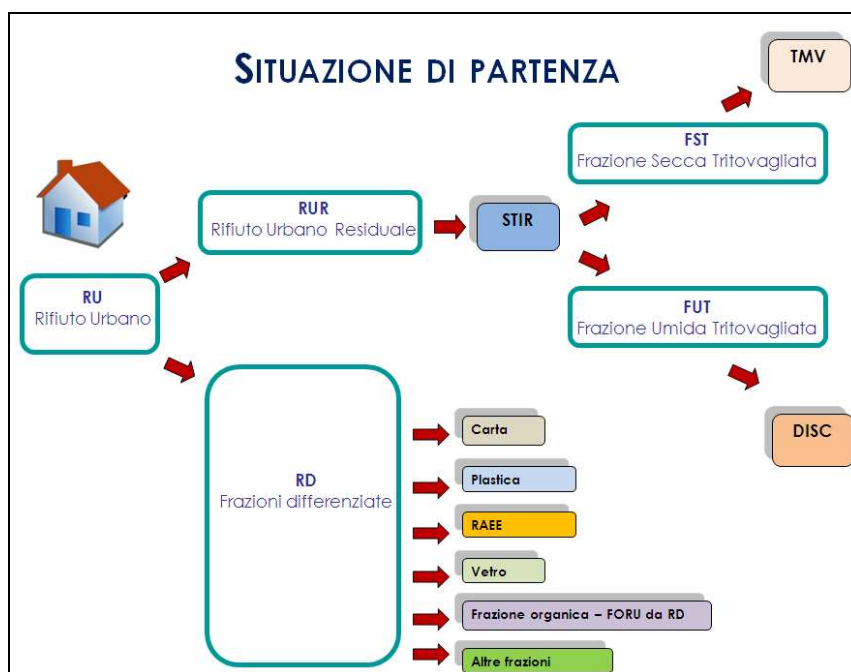 SITUAZIONE DI PARTENZA
TMV
FST
Frazione Secca Tritovagliata
RUR
Rifiuto Urbano Residuale
STIR
RU
Rifiuto Urbano
FUT
Frazione Umida Tritovagliata
DISC
RD
Frazioni differenziate
Carta
Plastica
RAEE
Vetro
Frazione organica – FORU da RD
Altre frazioni